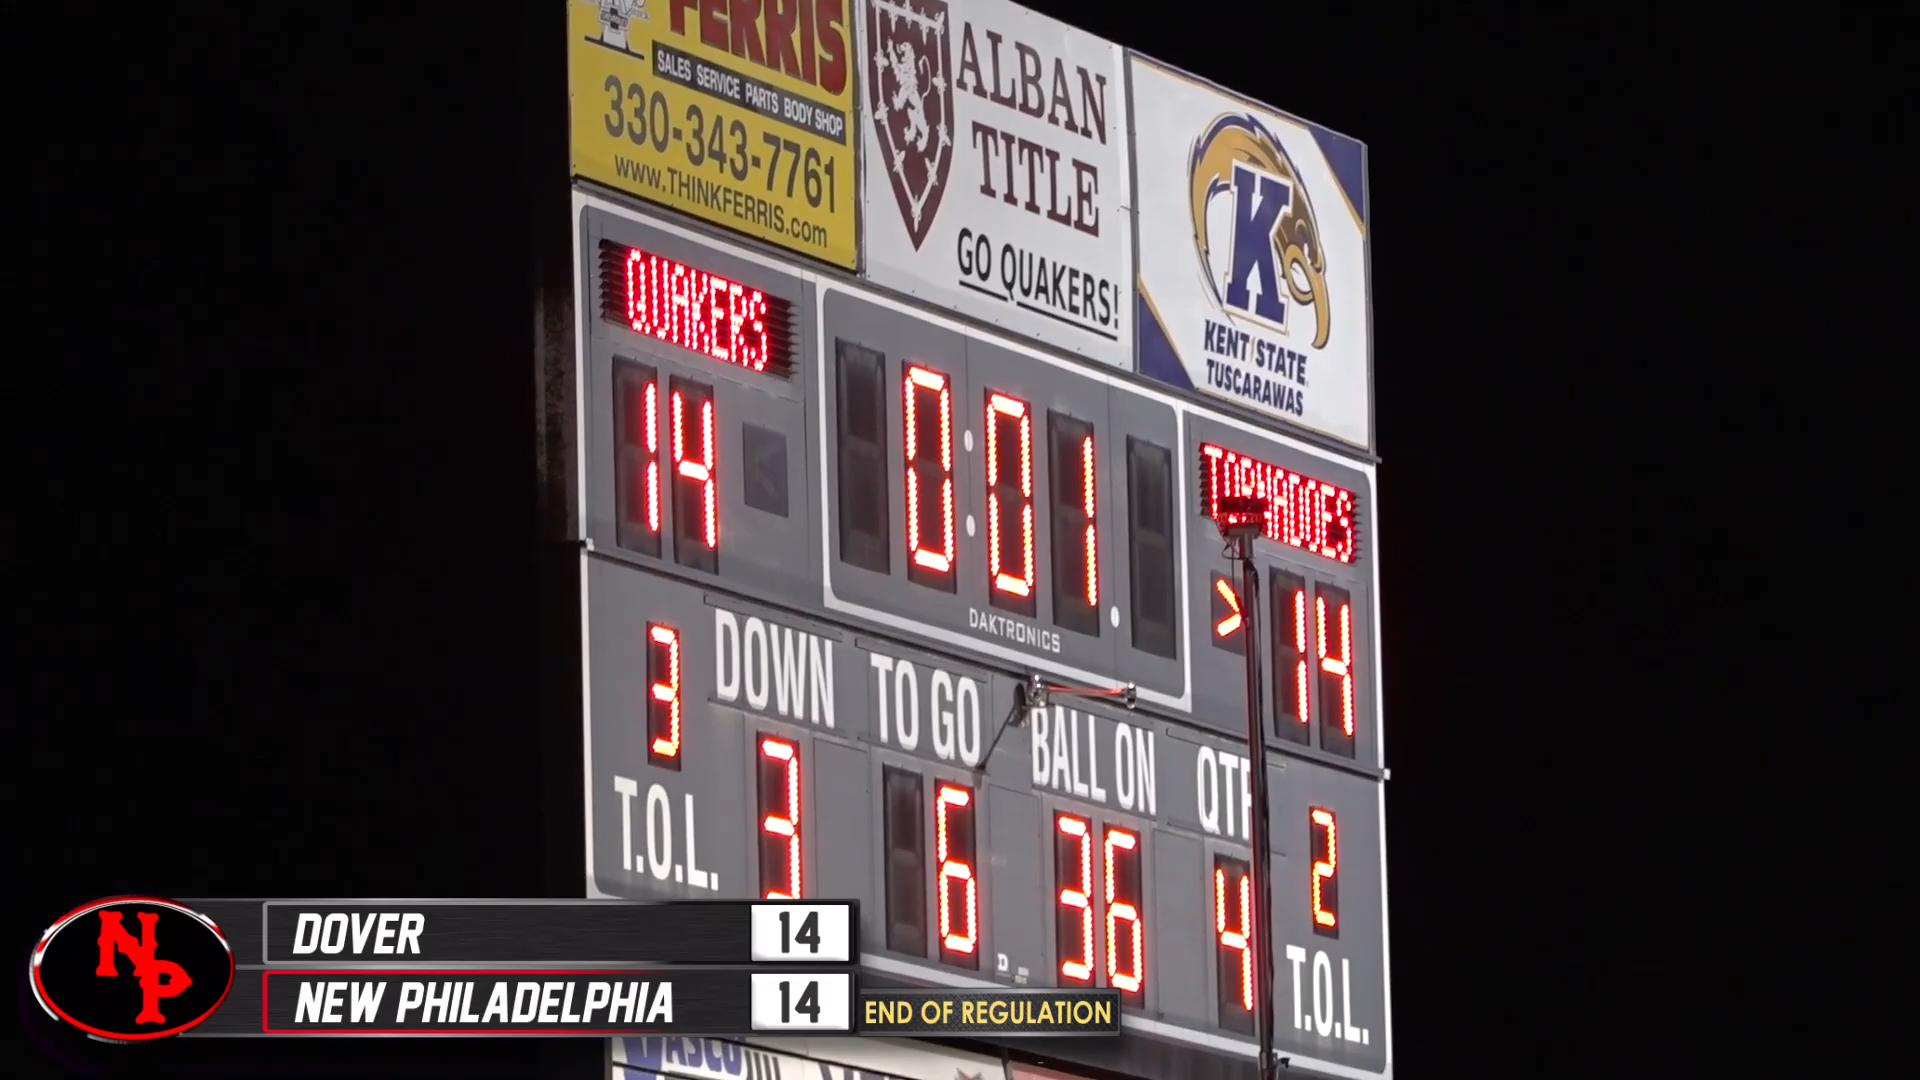 FERRIS
SALES SERVICE PARTS BODY SHOP
330-343-7761
www.THINKFERRIS.com
ALBAN
TITLE
GO QUAKERS!
K
KENT STATE
TUSCARAWAS
QUAKERS
14
0:01
TORNADOES
14
DAKTRONICS
3
T.O.L.
DOWN
3
TO GO
6
BALL ON
36
QTR
4
2
T.O.L.
NP
DOVER 14
NEW PHILADELPHIA 14
END OF REGULATION